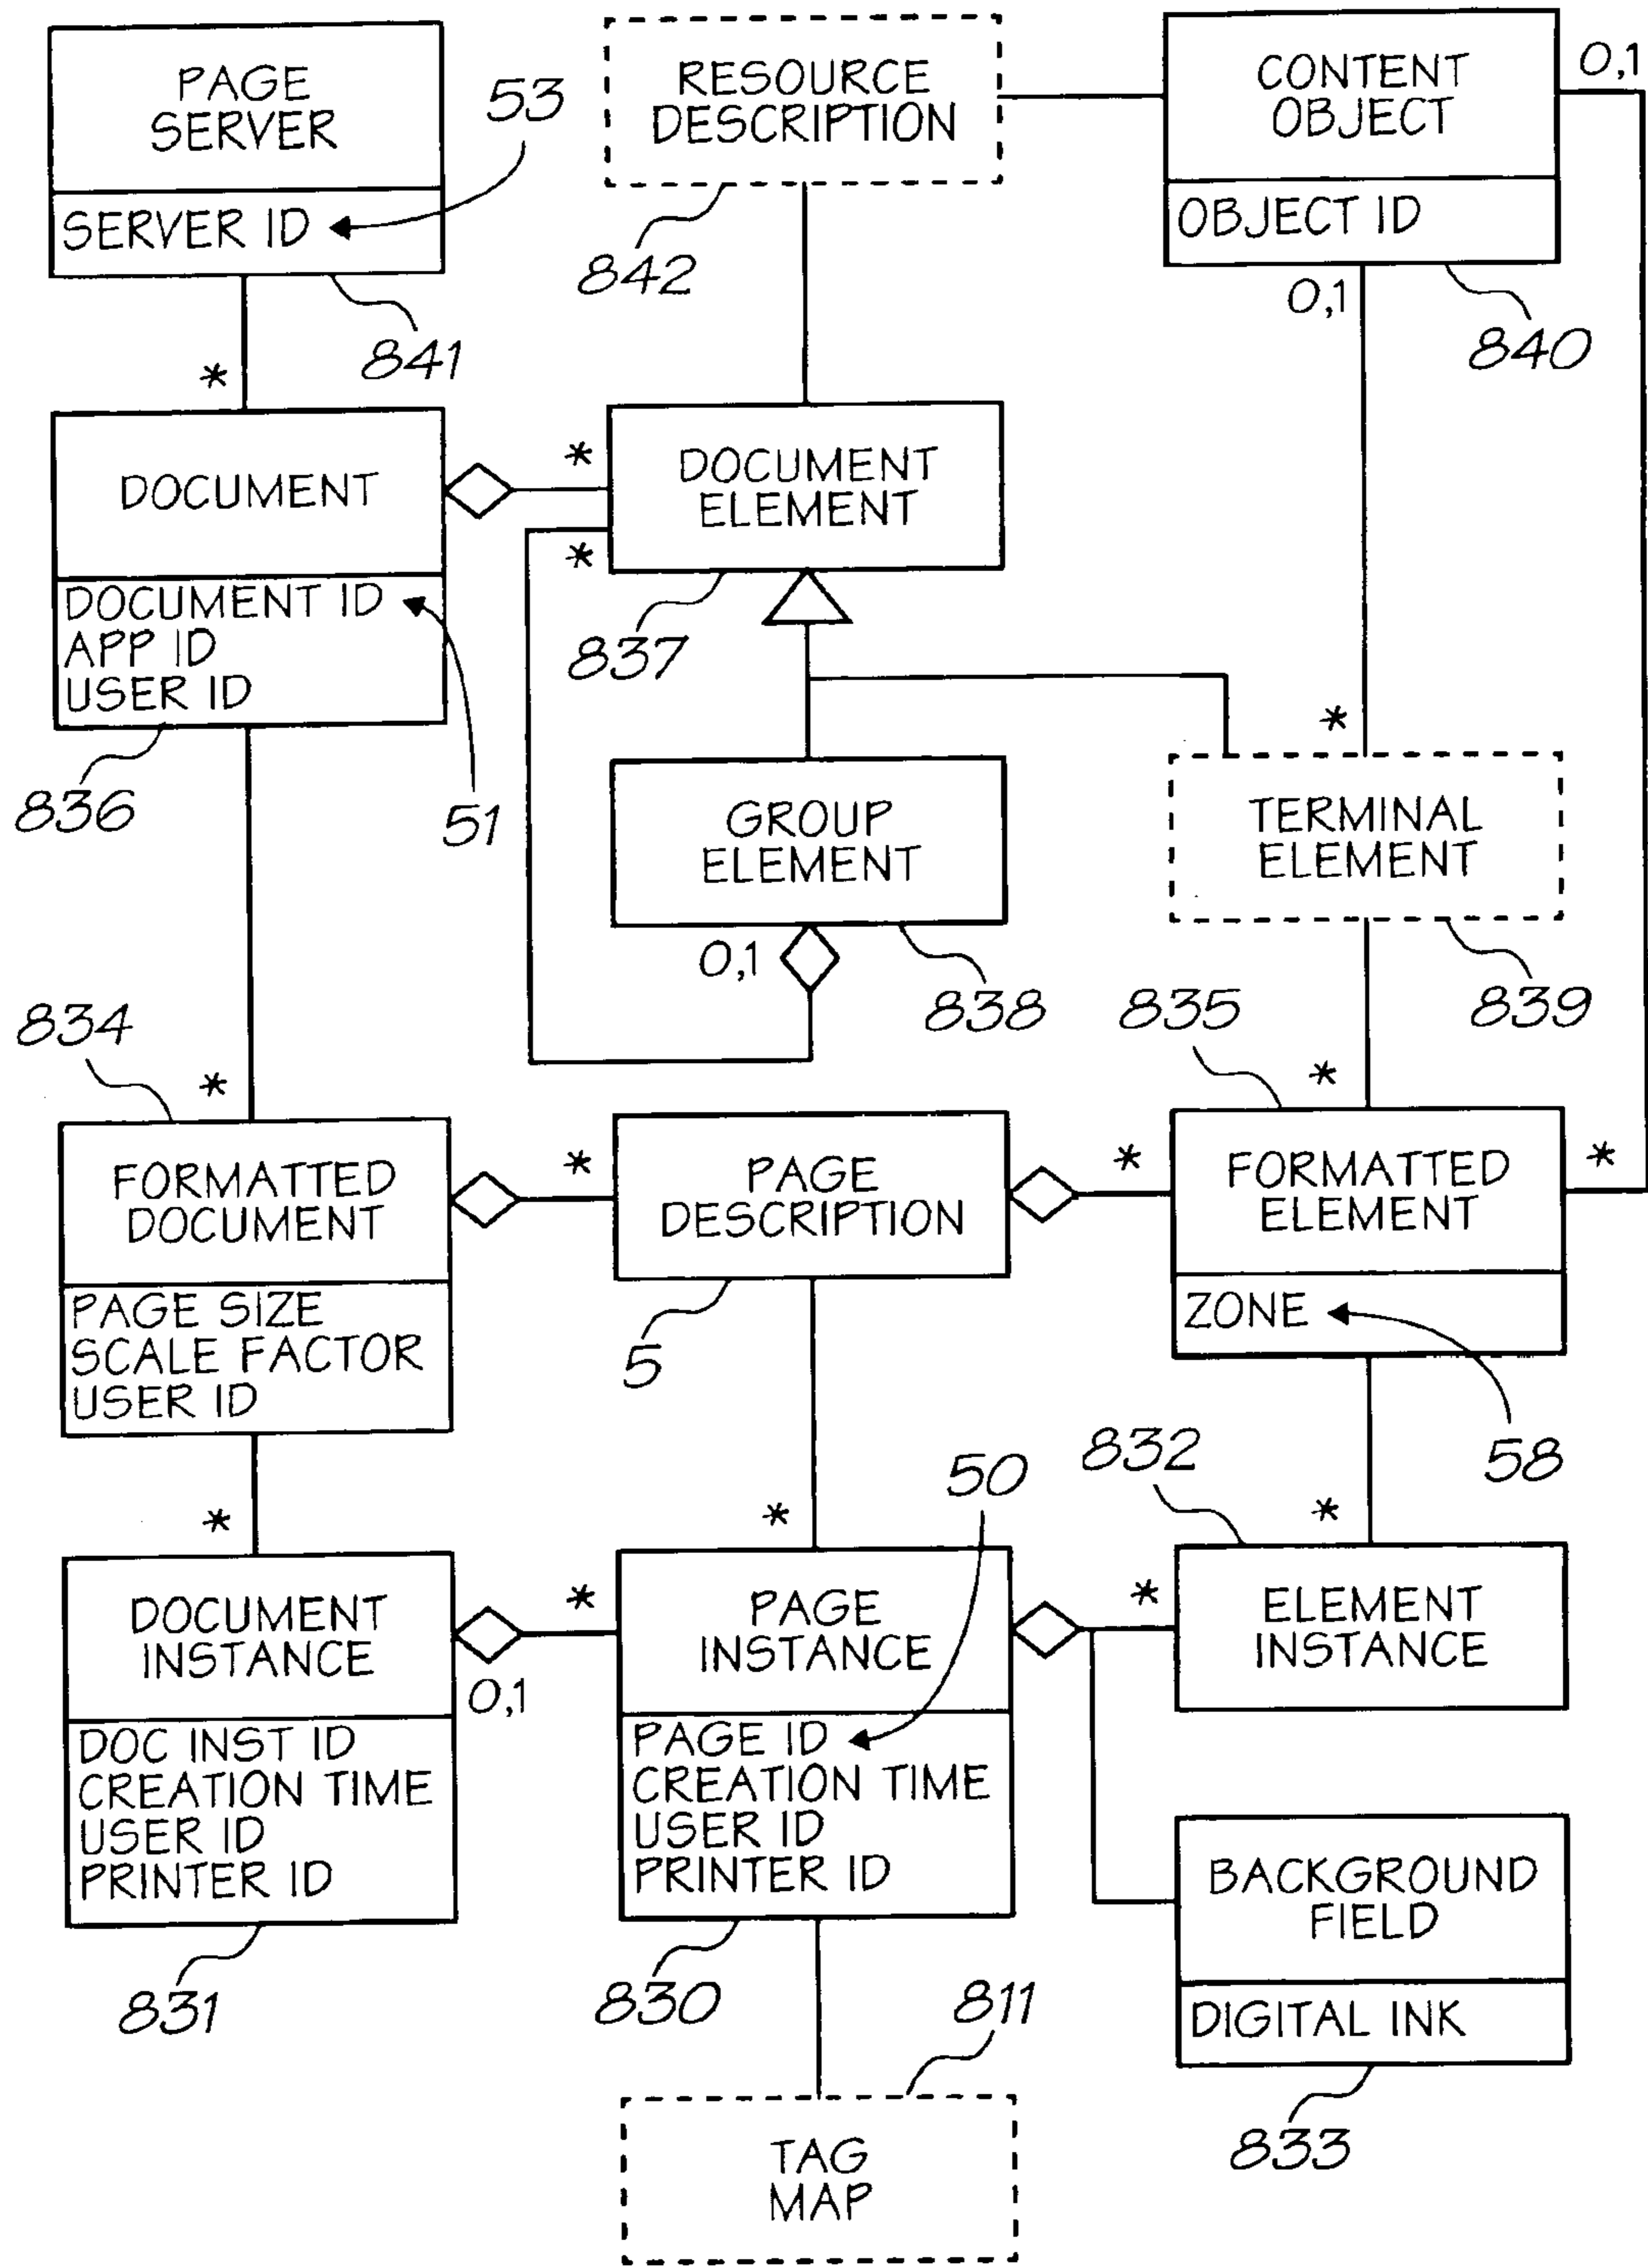 PAGE
SERVER
SERVER ID
53
841
*
RESOURCE
DESCRIPTION
842
CONTENT
OBJECT
OBJECT ID
0,1
0,1
840
DOCUMENT
DOCUMENT ID
APP ID
USER ID
836
51
*
*
DOCUMENT
ELEMENT
837
GROUP
ELEMENT
0,1
838
*
TERMINAL
ELEMENT
839
834
*
FORMATTED
DOCUMENT
PAGE SIZE
SCALE FACTOR
USER ID
*
PAGE
DESCRIPTION
5
835
*
*
*
FORMATTED
ELEMENT
ZONE
58
*
DOCUMENT
INSTANCE
DOC INST ID
CREATION TIME
USER ID
PRINTER ID
831
0,1
*
*
50
PAGE
INSTANCE
PAGE ID
CREATION TIME
USER ID
PRINTER ID
830
832
*
*
ELEMENT
INSTANCE
BACKGROUND
FIELD
DIGITAL INK
833
811
TAG
MAP